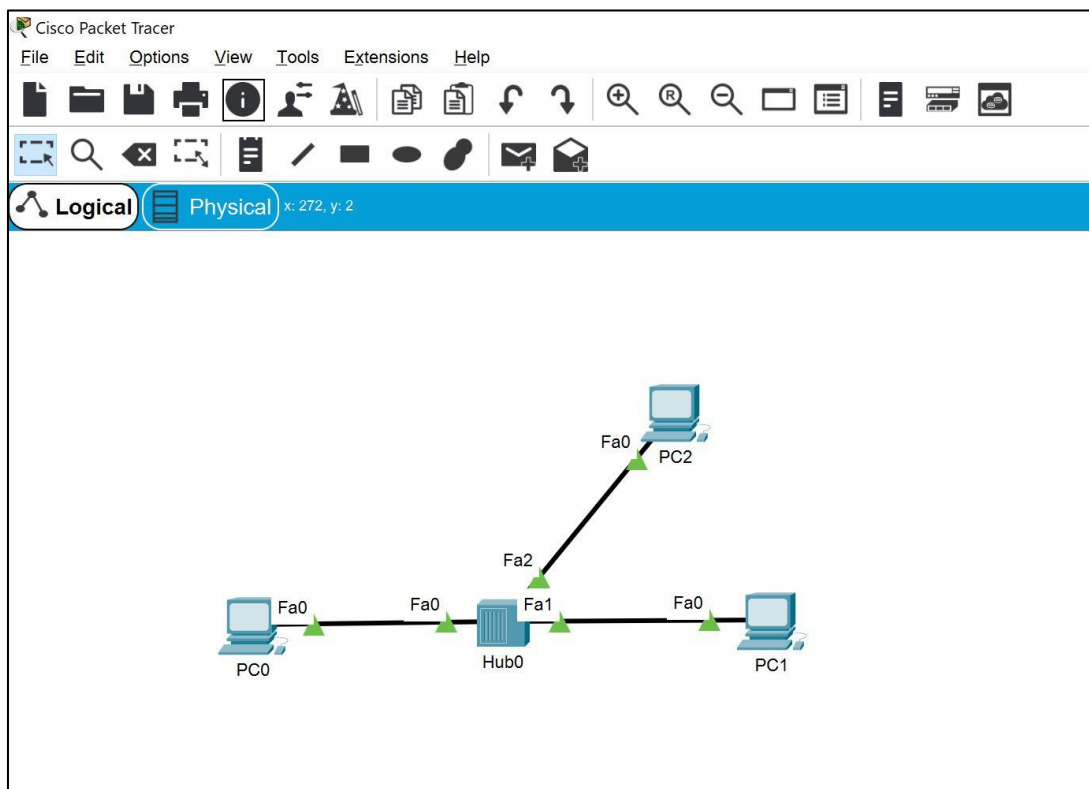 Cisco Packet Tracer
File Edit Options View Tools Extensions Help
R
Logical Physical x: 272, y: 2
Fa0
PC2
Fa2
Fa0 Fa0 Fa1 Fa0
PC0 Hub0 PC1